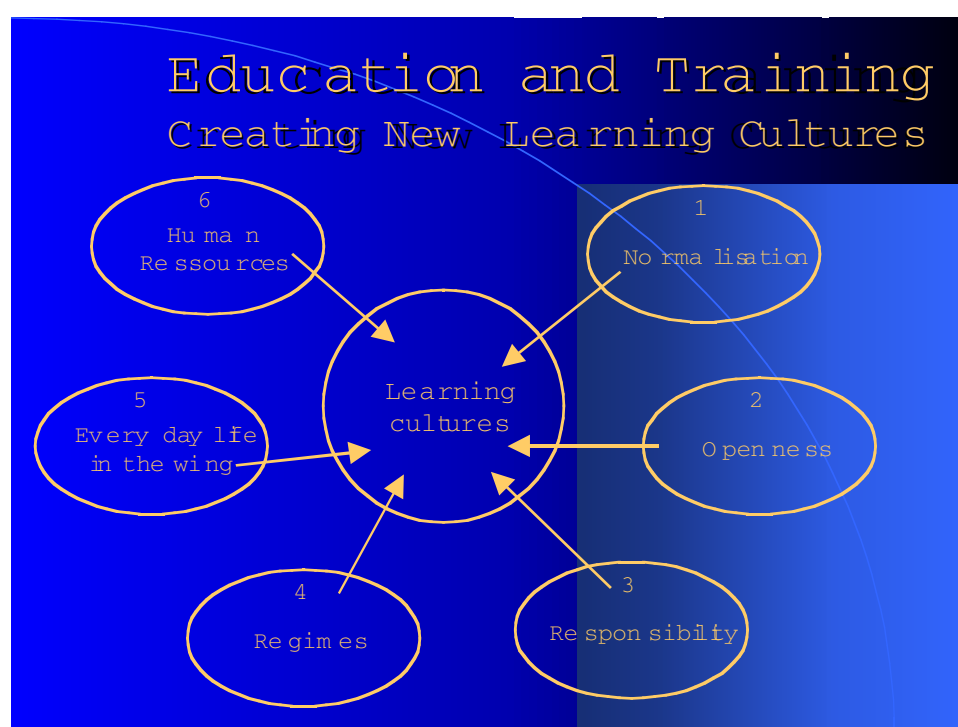 Education and Training
Creating New Learning Cultures
6
Human
Ressources
1
Normalisation
Learning
cultures
5
Every day life
in the wing
2
Openness
4
Regimes
3
Responsibility